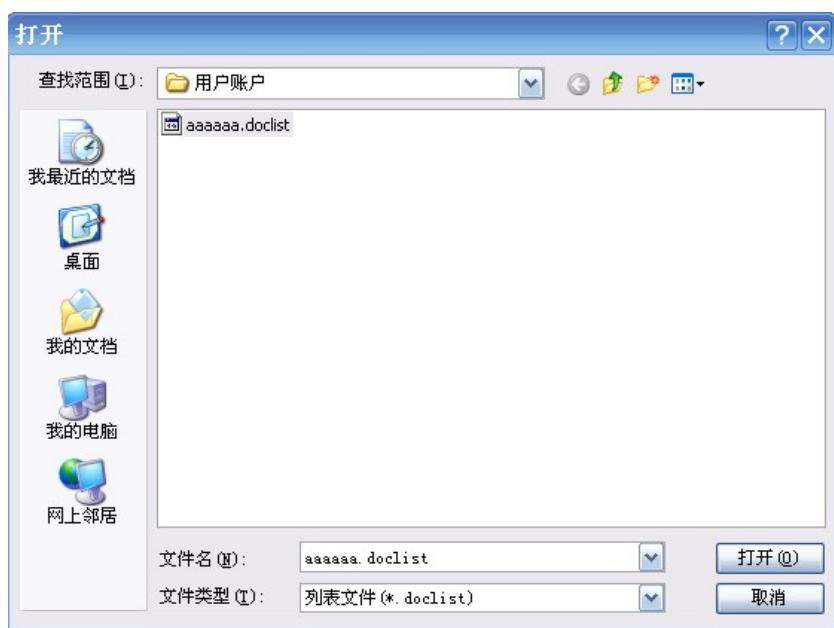 打开
查找范围(I):
用户账户
aaaaaa.doclist
我最近的文档
桌面
我的文档
我的电脑
网上邻居
文件名(N):
aaaaaa.doclist
打开(O)
文件类型(T):
列表文件(*.doclist)
取消